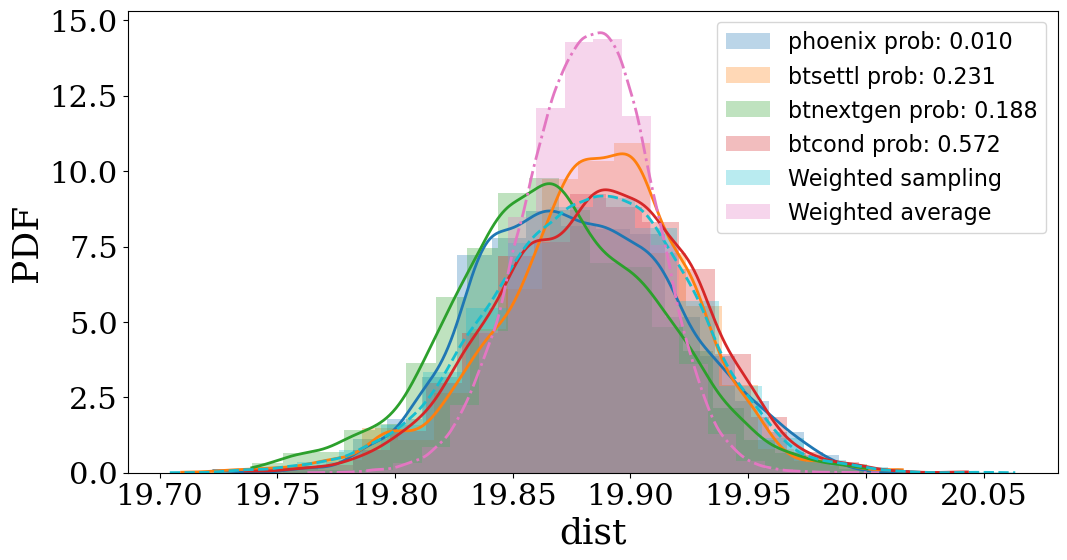 15.0
12.5
10.0
7.5
5.0
2.5
0.0
PDF
phoenix prob: 0.010
btsettl prob: 0.231
btnextgen prob: 0.188
btcond prob: 0.572
Weighted sampling
Weighted average
19.70 19.75 19.80 19.85 19.90 19.95 20.00 20.05
dist